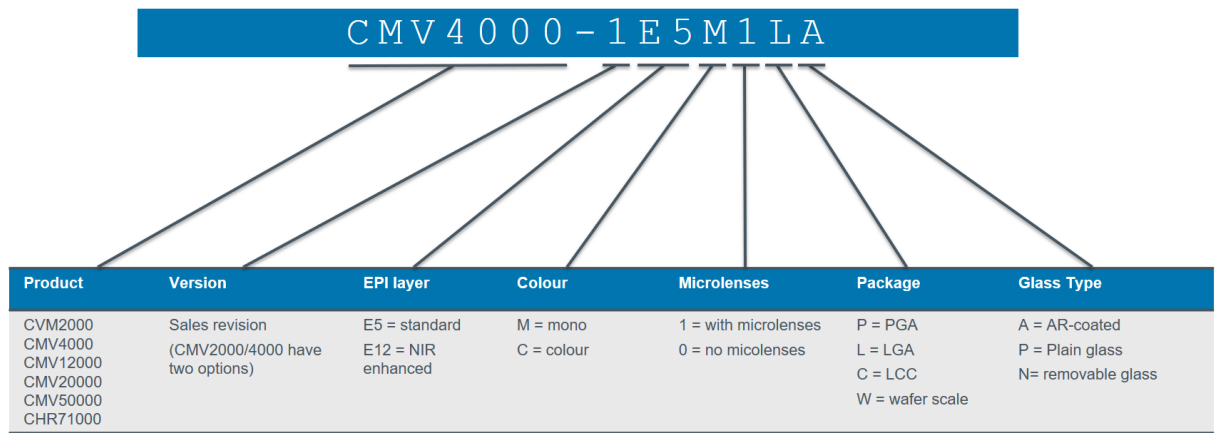 CMV4000-1E5M1LA
Product Version EPI layer Colour Microlenses Package Glass Type
CVM2000
CMV4000
CMV12000
CMV20000
CMV50000
CHR71000
Sales revision
(CMV2000/4000 have
two options)
E5 = standard
E12 = NIR
enhanced
M = mono
C = colour
1 = with microlenses
0 = no micolenses
P = PGA
L = LGA
C = LCC
W = wafer scale
A = AR-coated
P = Plain glass
N= removable glass